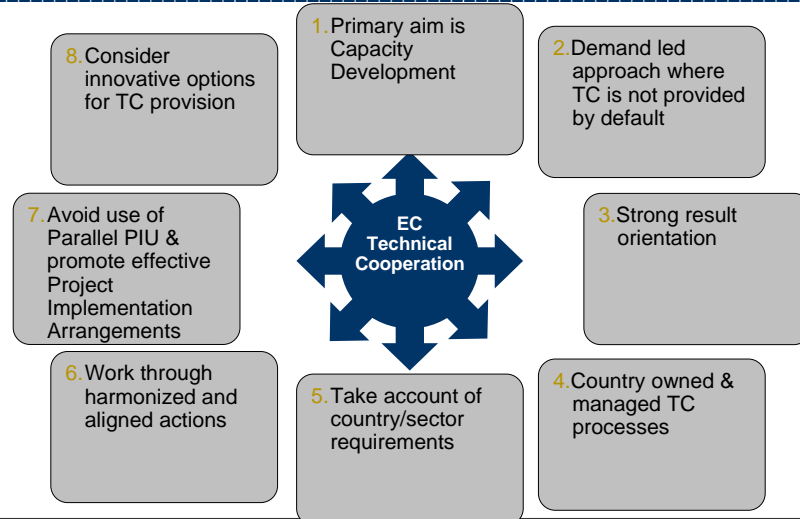 1.Primary aim is
Capacity
Development
2.Demand led
approach where
TC is not provided
by default
3.Strong result
orientation
4.Country owned &
managed TC
processes
5.Take account of
country/sector
requirements
6.Work through
harmonized and
aligned actions
7.Avoid use of
Parallel PIU &
promote effective
Project
Implementation
Arrangements
8.Consider
innovative options
for TC provision
EC
Technical
Cooperation